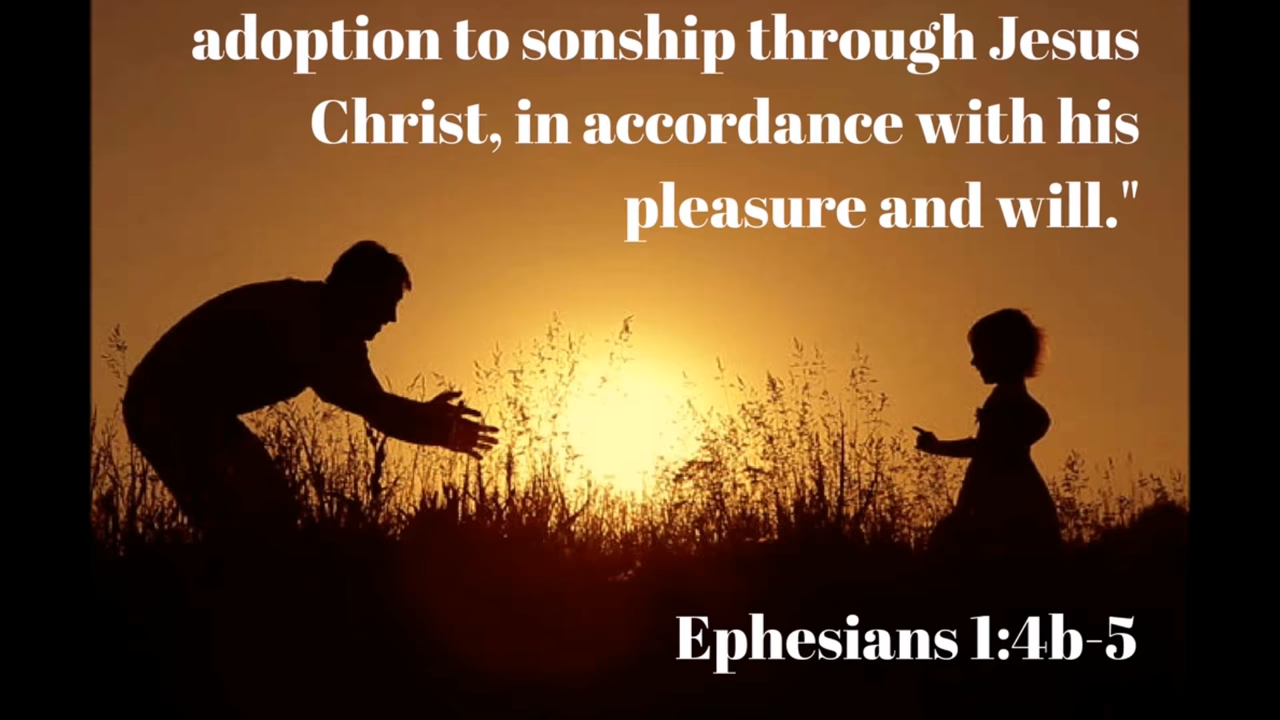 adoption to sonship through Jesus
Christ, in accordance with his
pleasure and will."
Ephesians 1:4b-5